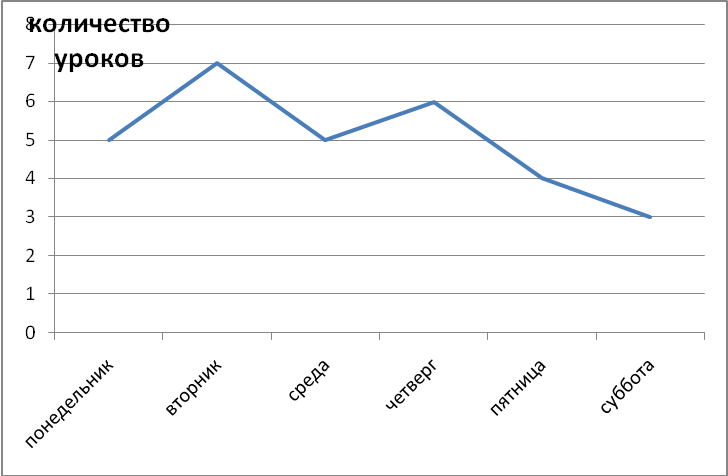 количество
уроков
8
7
6
5
4
3
2
1
0
понедельник
вторник
среда
четверг
пятница
суббота